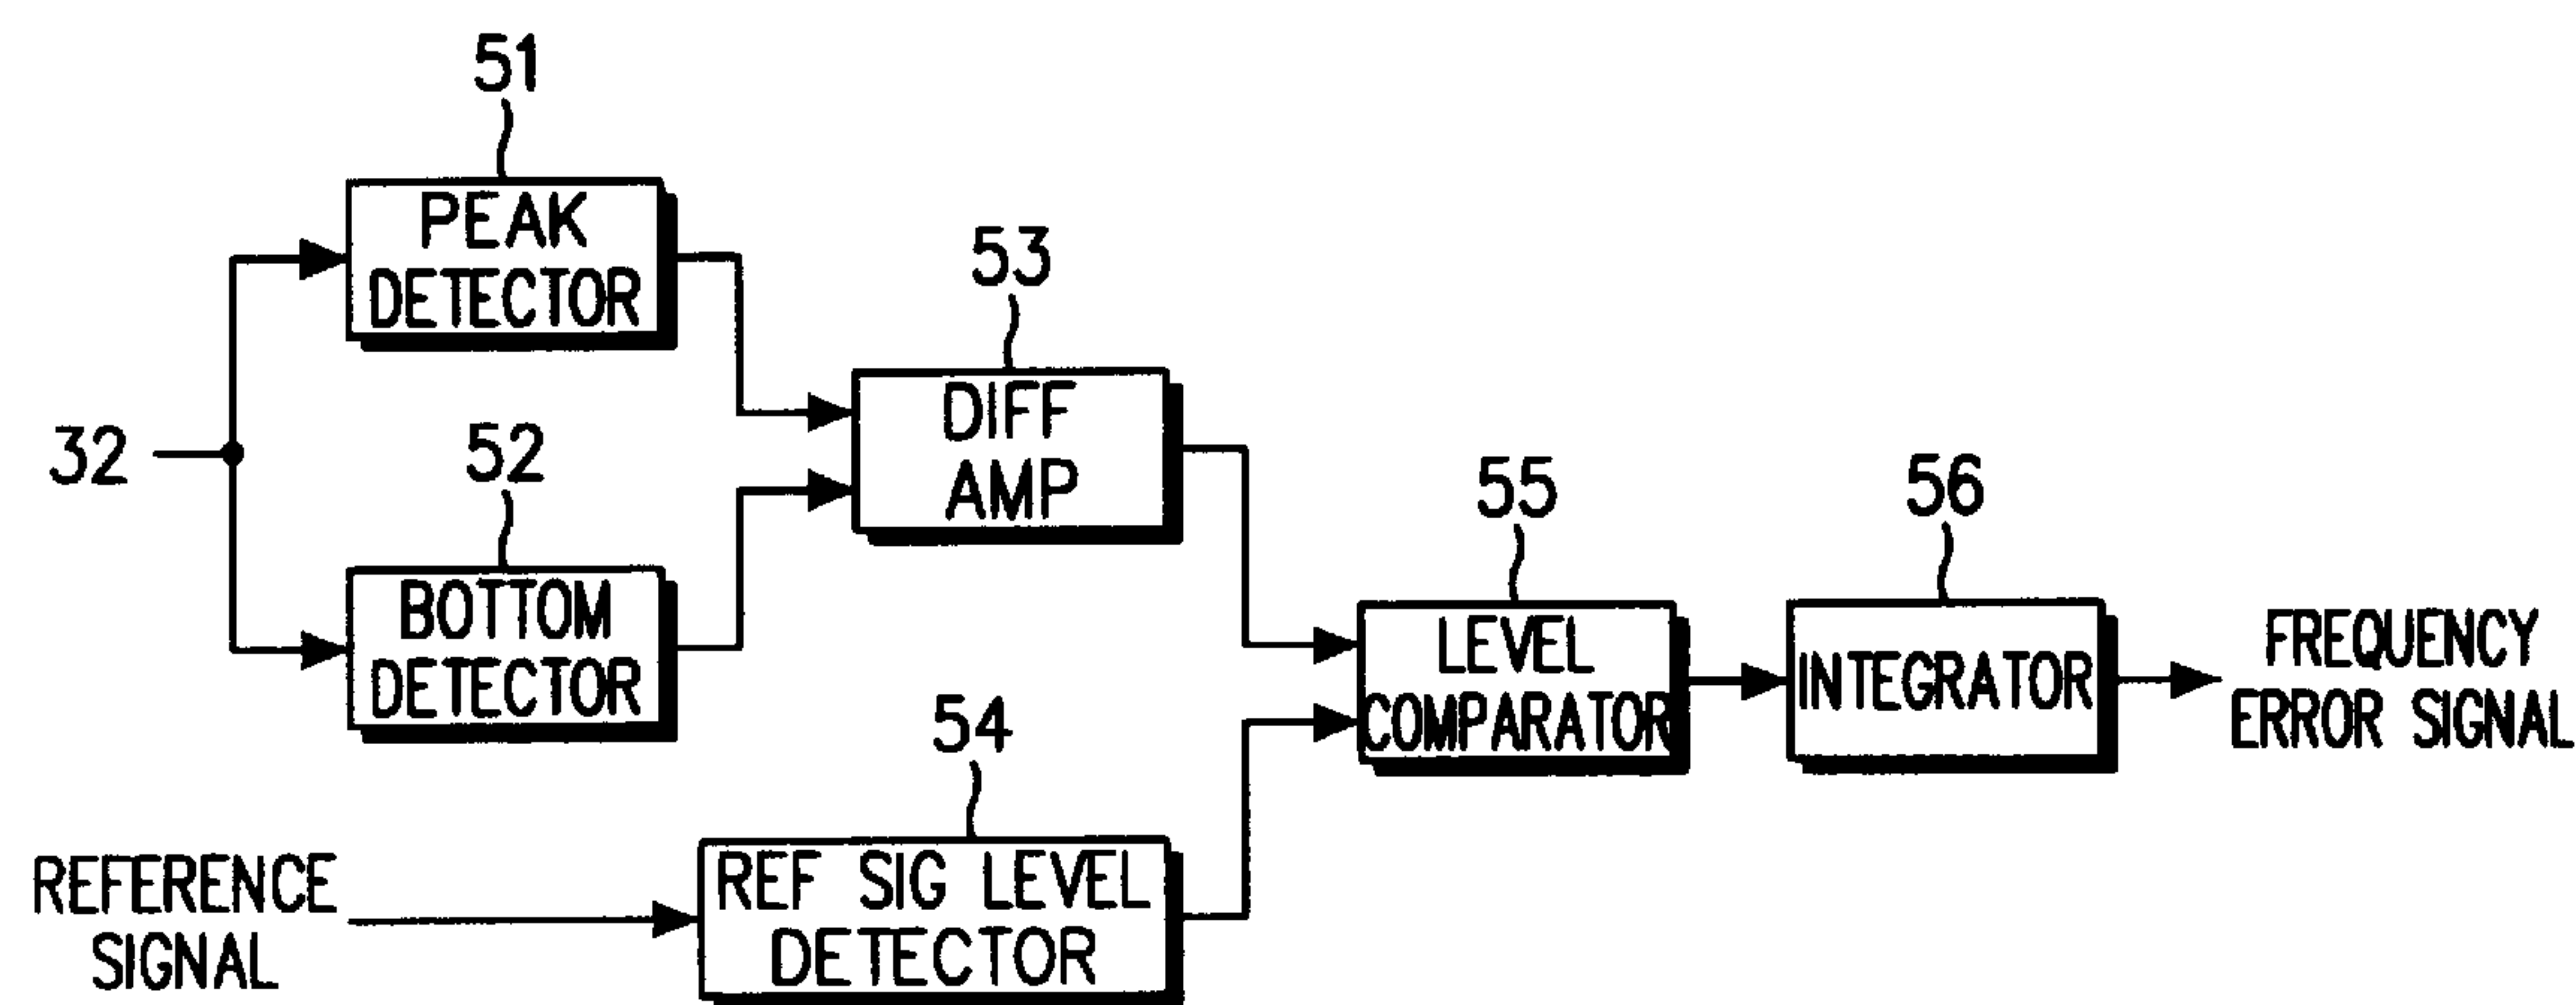 51
PEAK
DETECTOR
53
DIFF
AMP
32
52
BOTTOM
DETECTOR
55
LEVEL
COMPARATOR
56
INTEGRATOR
FREQUENCY
ERROR SIGNAL
54
REFERENCE
SIGNAL
REF SIG LEVEL
DETECTOR